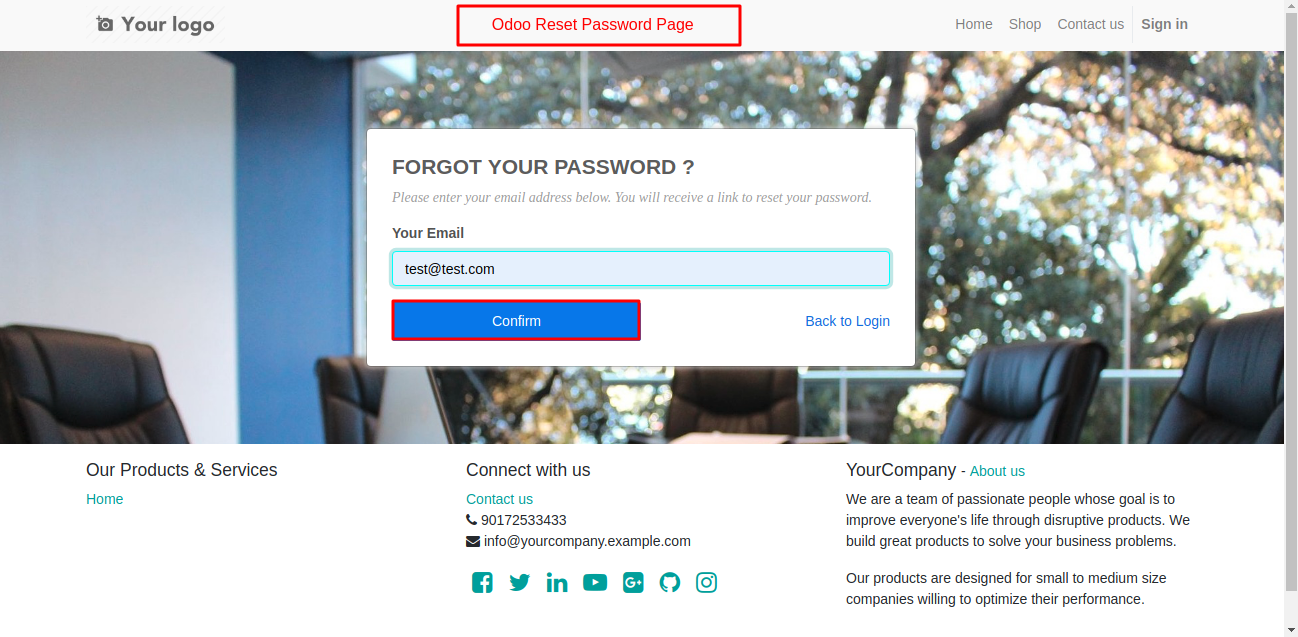 Your logo
Odoo Reset Password Page
Home Shop Contact us Sign in
FORGOT YOUR PASSWORD ?
Please enter your email address below. You will receive a link to reset your password.
Your Email
test@test.com
Confirm
Back to Login
Our Products & Services
Home
Connect with us
Contact us
90172533433
info@yourcompany.example.com
YourCompany - About us
We are a team of passionate people whose goal is to
improve everyone's life through disruptive products. We
build great products to solve your business problems.
Our products are designed for small to medium size
companies willing to optimize their performance.